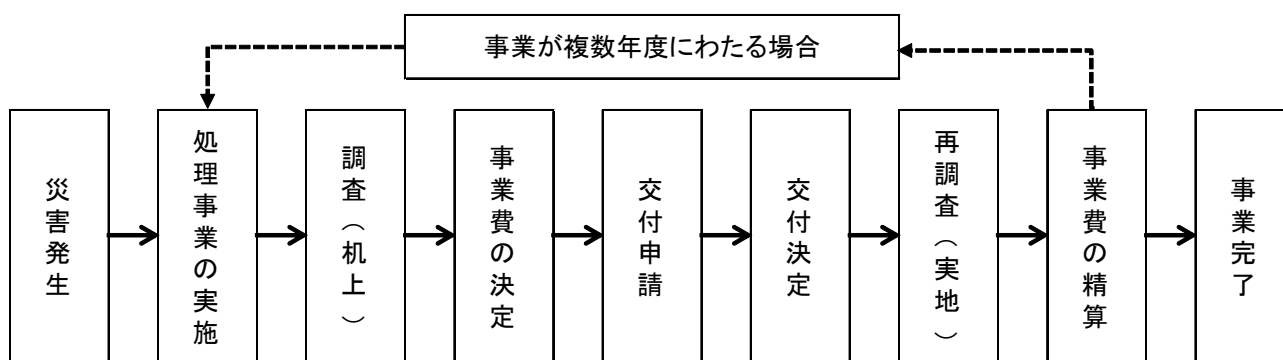 事業が複数年度にわたる場合
災害発生
処理事業の実施
調査（机上）
事業費の決定
交付申請
交付決定
再調査（実地）
事業費の精算
事業完了